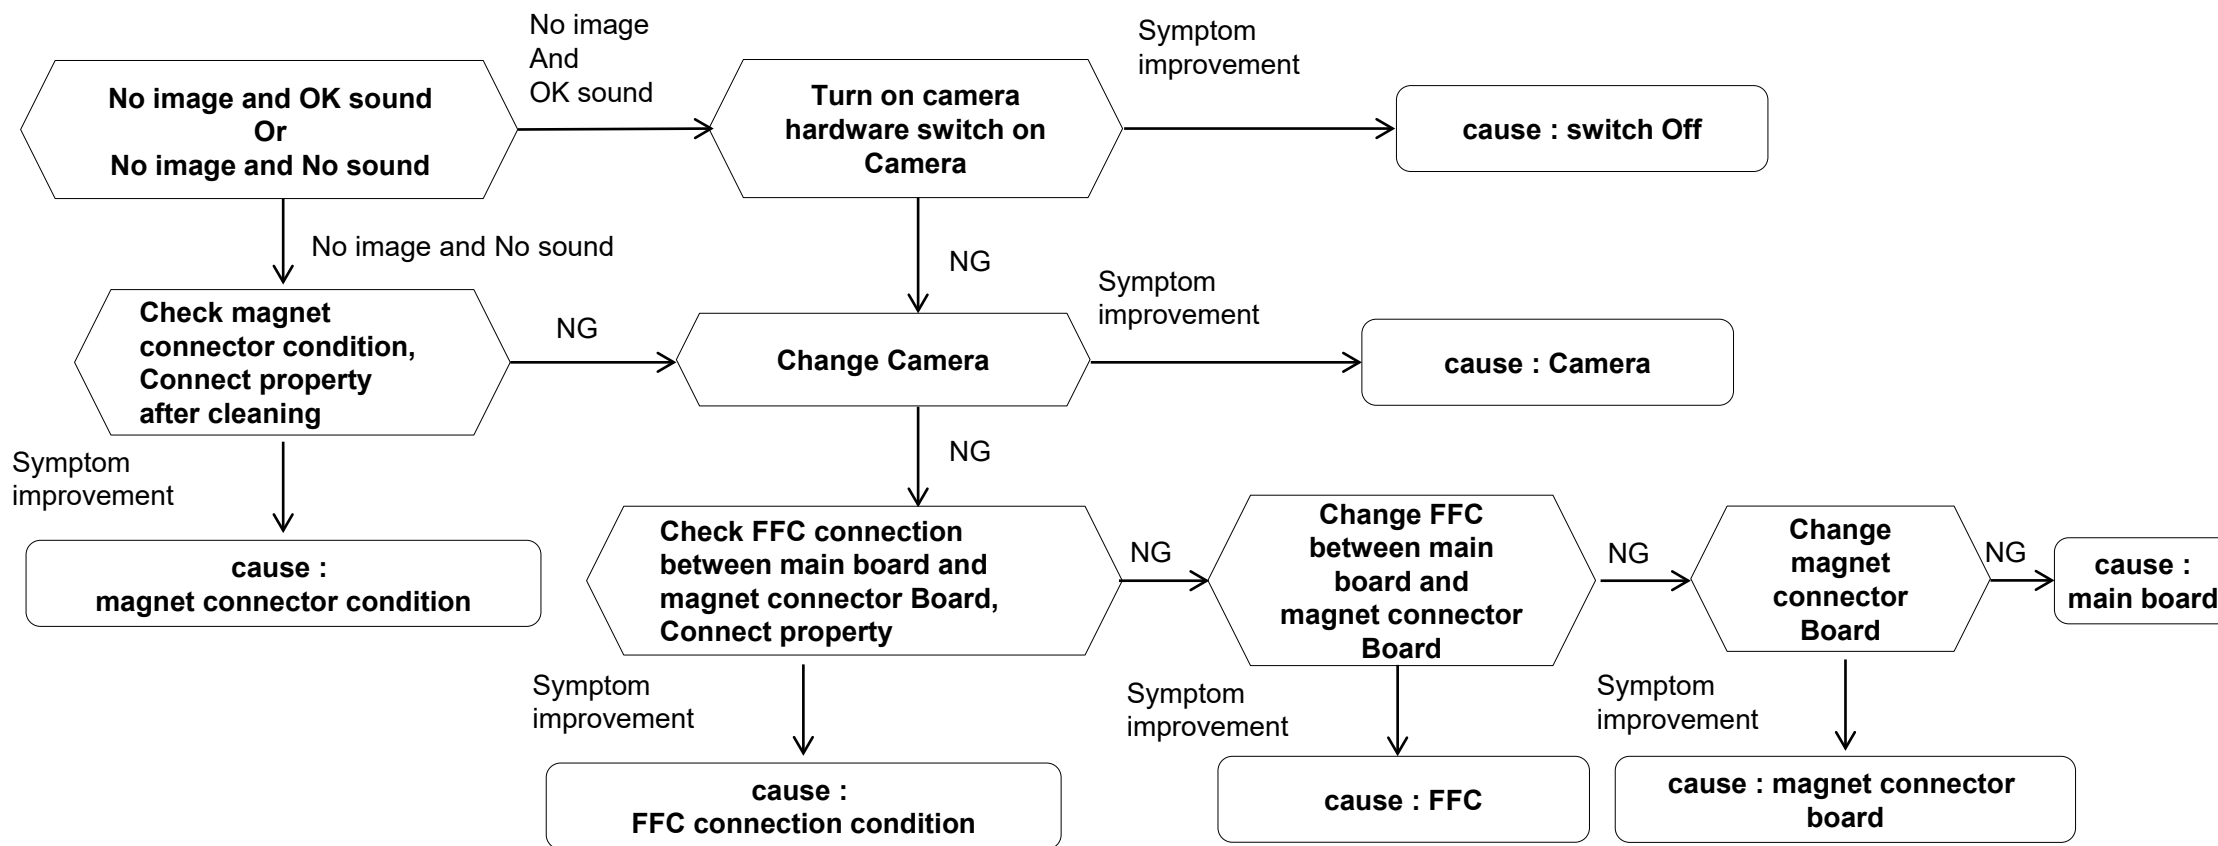 No image
And
OK sound
Symptom
improvement
No image and OK sound
Or
No image and No sound
Turn on camera
hardware switch on
Camera
cause : switch Off
No image and No sound
NG
Symptom
improvement
Check magnet
connector condition,
Connect property
after cleaning
NG
Change Camera
cause : Camera
Symptom
improvement
NG
cause :
magnet connector condition
Check FFC connection
between main board and
magnet connector Board,
Connect property
NG
Change FFC
between main
board and
magnet connector
Board
NG
Change
magnet
connector
Board
NG
cause :
main board
Symptom
improvement
Symptom
improvement
Symptom
improvement
cause :
FFC connection condition
cause : FFC
cause : magnet connector
board